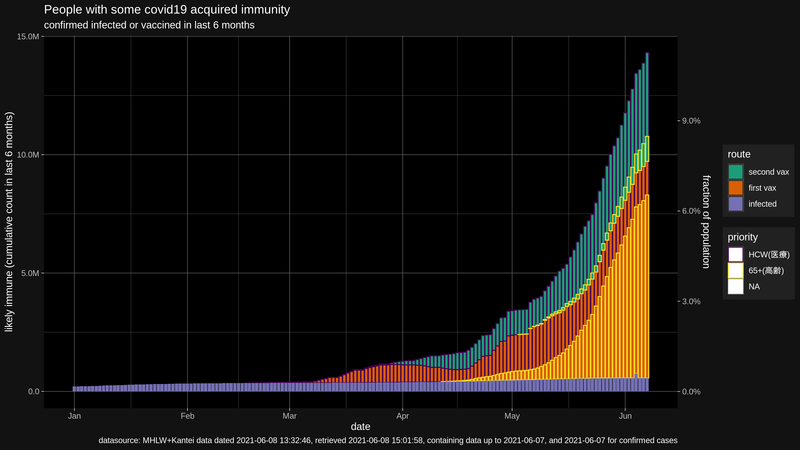 People with some covid19 acquired immunity
confirmed infected or vaccined in last 6 months
likely immune (cumulative count in last 6 months)
15.0M
10.0M
5.0M
0.0
9.0%
6.0%
3.0%
0.0%
fraction of population
Jan
Feb
Mar
Apr
May
Jun
date
route
second vax
first vax
infected
priority
HCW(医療)
65+(高齢)
NA
datasource: MHLW+Kantei data dated 2021-06-08 13:32:46, retrieved 2021-06-08 15:01:58, containing data up to 2021-06-07, and 2021-06-07 for confirmed cases